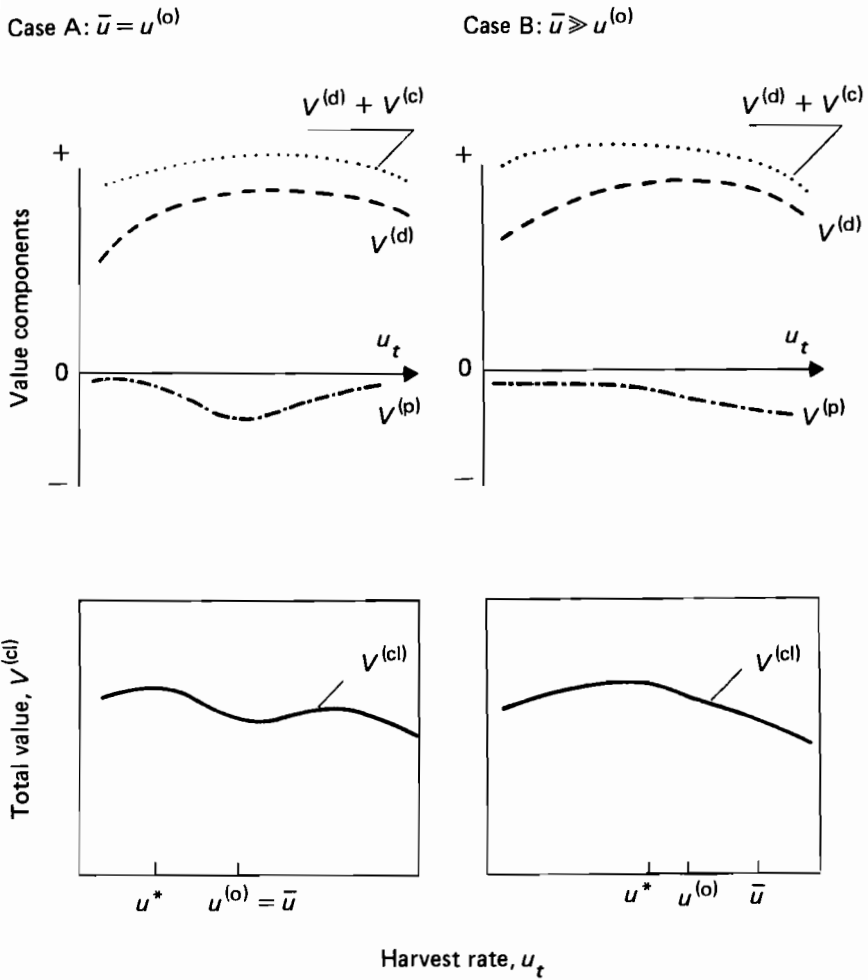 Case A: ū = u^(o)
Case B: ū ⩾ u^(o)
V^(d) + V^(c)
V^(d) + V^(c)
+
+
V^(d)
V^(d)
Value components
u_t
u_t
0
0
V^(p)
V^(p)
–
–
Total value, V^(cl)
V^(cl)
V^(cl)
u* u^(o) = ū
u* u^(o) ū
Harvest rate, u_t